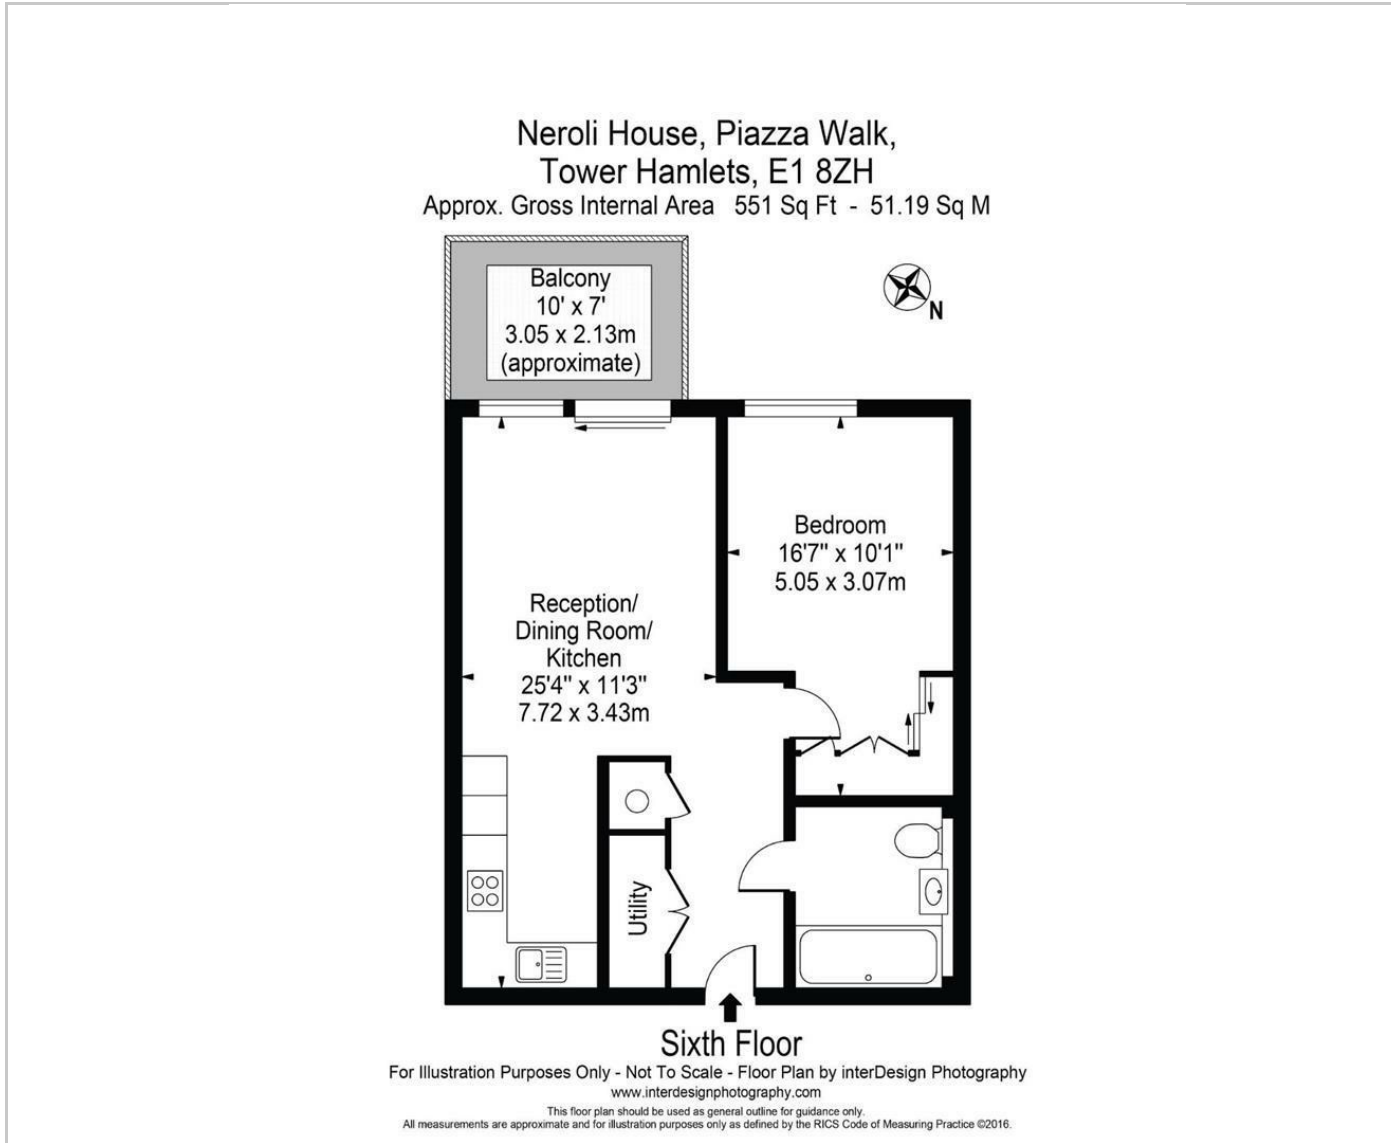 Neroli House, Piazza Walk,
Tower Hamlets, E1 8ZH
Approx. Gross Internal Area 551 Sq Ft - 51.19 Sq M
Balcony
10' x 7'
3.05 x 2.13m
(approximate)
N
Bedroom
16'7" x 10'1"
5.05 x 3.07m
Reception/
Dining Room/
Kitchen
25'4" x 11'3"
7.72 x 3.43m
Utility
Sixth Floor
For Illustration Purposes Only - Not To Scale - Floor Plan by interDesign Photography
www.interdesignphotography.com
This floor plan should be used as general outline for guidance only.
All measurements are approximate and for illustration purposes only as defined by the RICS Code of Measuring Practice ©2016.